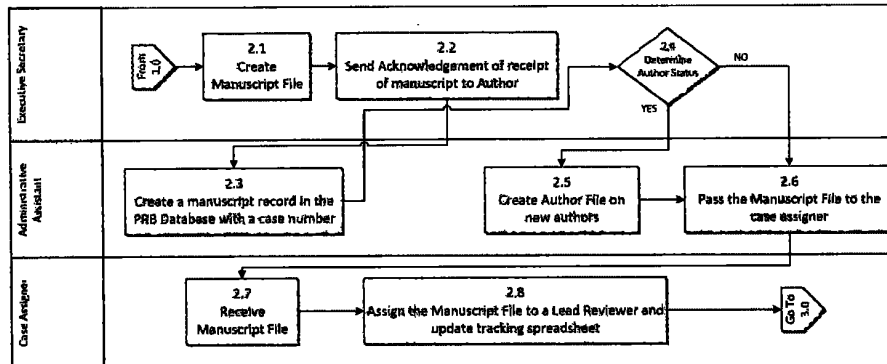 Executive Secretary
From
1.0
2.1
Create
Manuscript File
2.2
Send Acknowledgement of receipt
of manuscript to Author
2.4
Determine
Author Status
NO
YES
Administrative
Assistant
2.3
Create a manuscript record in the
PRB Database with a case number
2.5
Create Author File on
new authors
2.6
Pass the Manuscript File to the
case assigner
Case Assigner
2.7
Receive
Manuscript File
2.8
Assign the Manuscript File to a Lead Reviewer and
update tracking spreadsheet
Go To
3.0